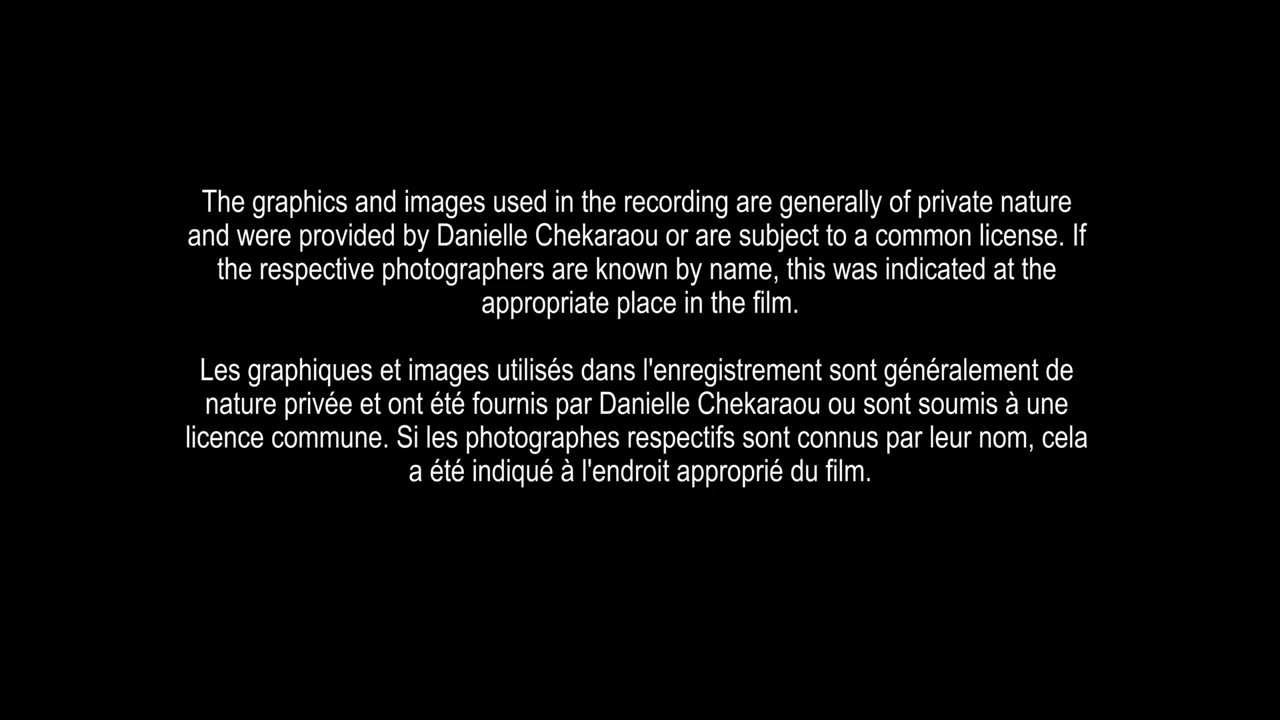 The graphics and images used in the recording are generally of private nature
and were provided by Danielle Chekaraou or are subject to a common license. If
the respective photographers are known by name, this was indicated at the
appropriate place in the film.
Les graphiques et images utilisés dans l'enregistrement sont généralement de
nature privée et ont été fournis par Danielle Chekaraou ou sont soumis à une
licence commune. Si les photographes respectifs sont connus par leur nom, cela
a été indiqué à l'endroit approprié du film.